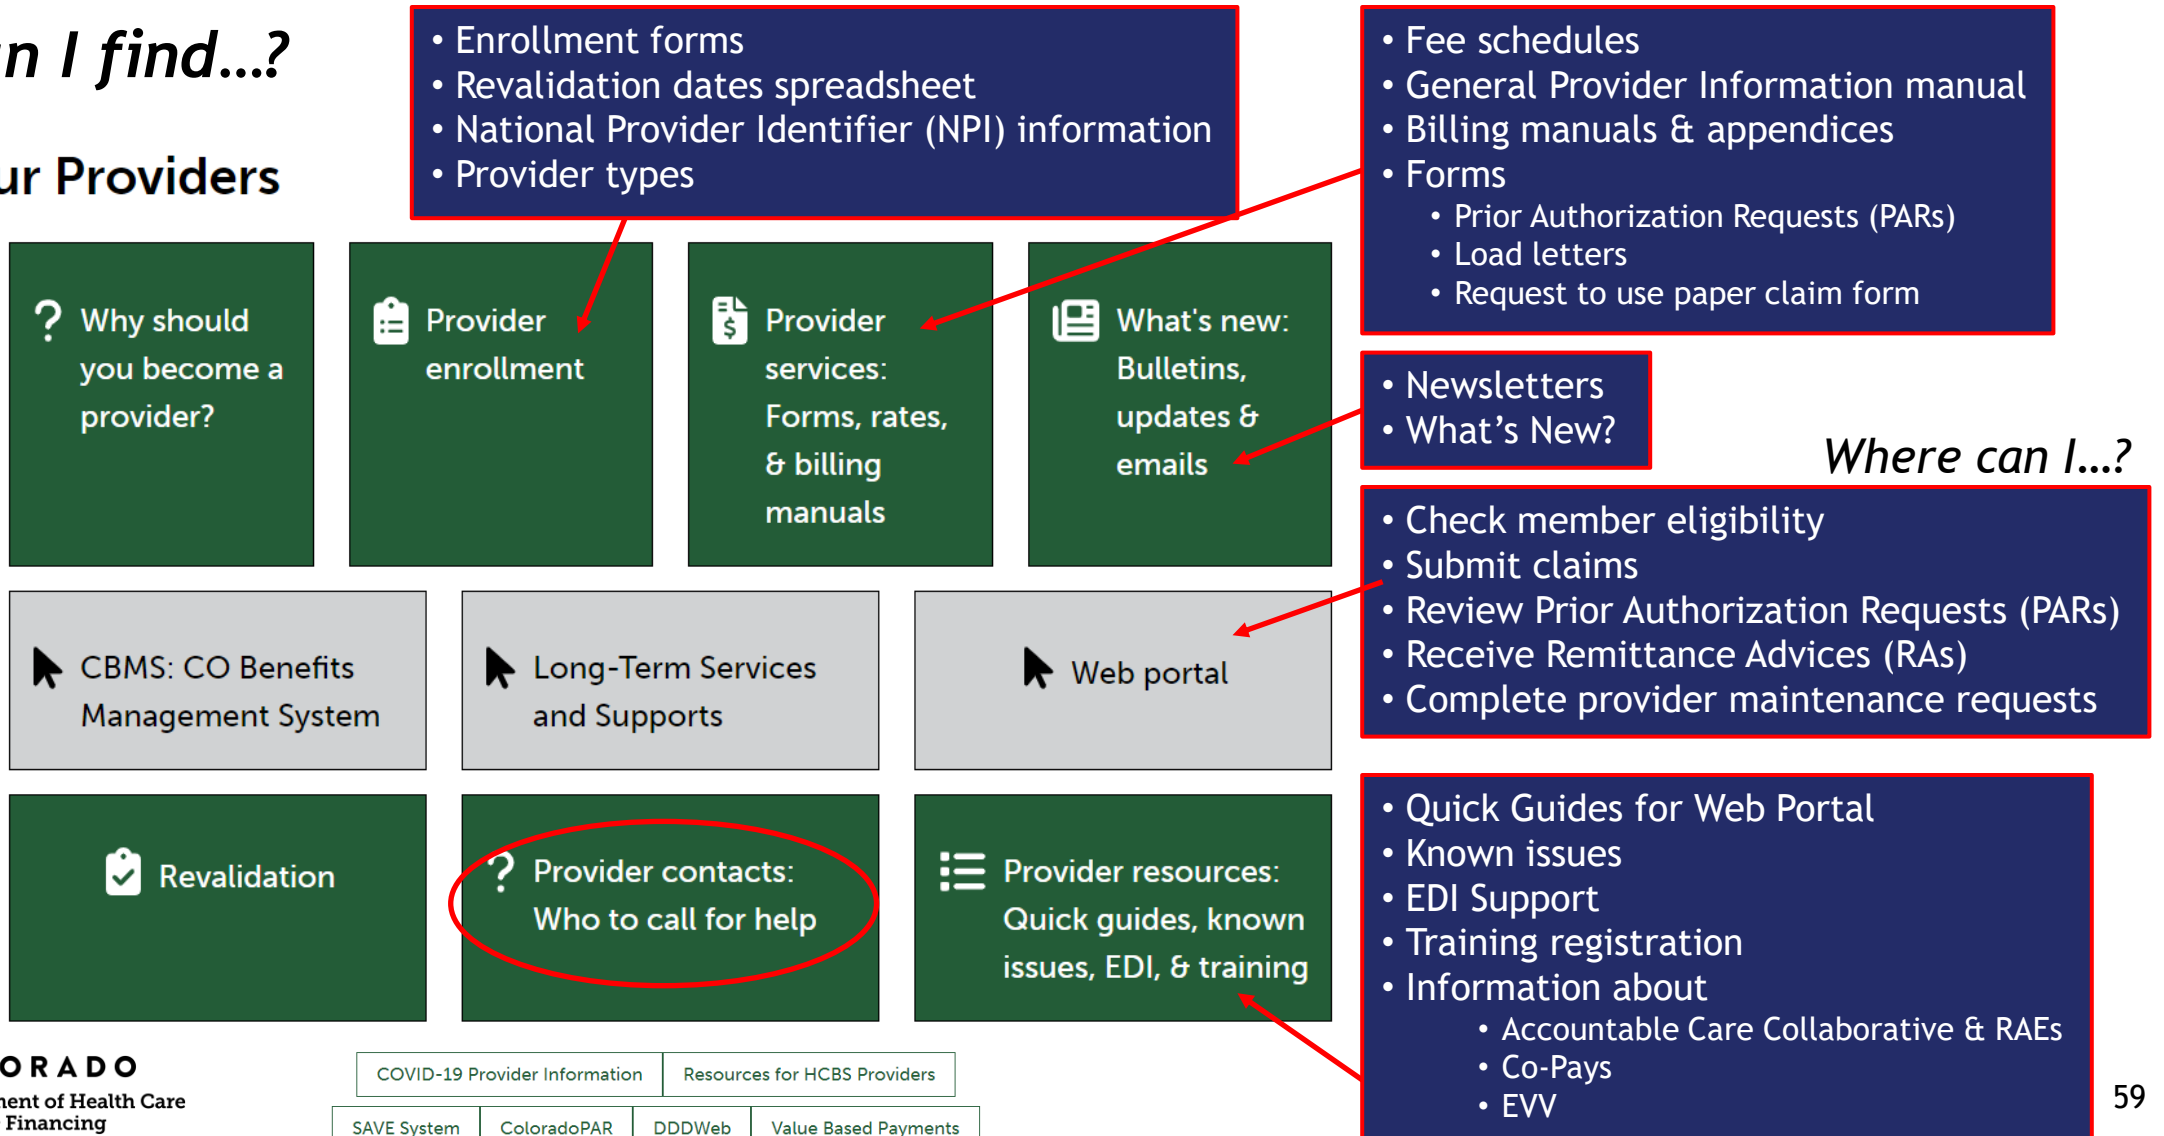 n I find…?
ur Providers
• Enrollment forms
• Revalidation dates spreadsheet
• National Provider Identifier (NPI) information
• Provider types
• Fee schedules
• General Provider Information manual
• Billing manuals & appendices
• Forms
• Prior Authorization Requests (PARs)
• Load letters
• Request to use paper claim form
? Why should
you become a
provider?
Provider
enrollment
Provider
services:
Forms, rates,
& billing
manuals
What's new:
Bulletins,
updates &
emails
• Newsletters
• What’s New?
Where can I…?
• Check member eligibility
• Submit claims
• Review Prior Authorization Requests (PARs)
• Receive Remittance Advices (RAs)
• Complete provider maintenance requests
CBMS: CO Benefits
Management System
Long-Term Services
and Supports
Web portal
Revalidation
? Provider contacts:
Who to call for help
Provider resources:
Quick guides, known
issues, EDI, & training
• Quick Guides for Web Portal
• Known issues
• EDI Support
• Training registration
• Information about
• Accountable Care Collaborative & RAEs
• Co-Pays
• EVV
ORADO
ment of Health Care
Financing
COVID-19 Provider Information
Resources for HCBS Providers
SAVE System
ColoradoPAR
DDDWeb
Value Based Payments
59